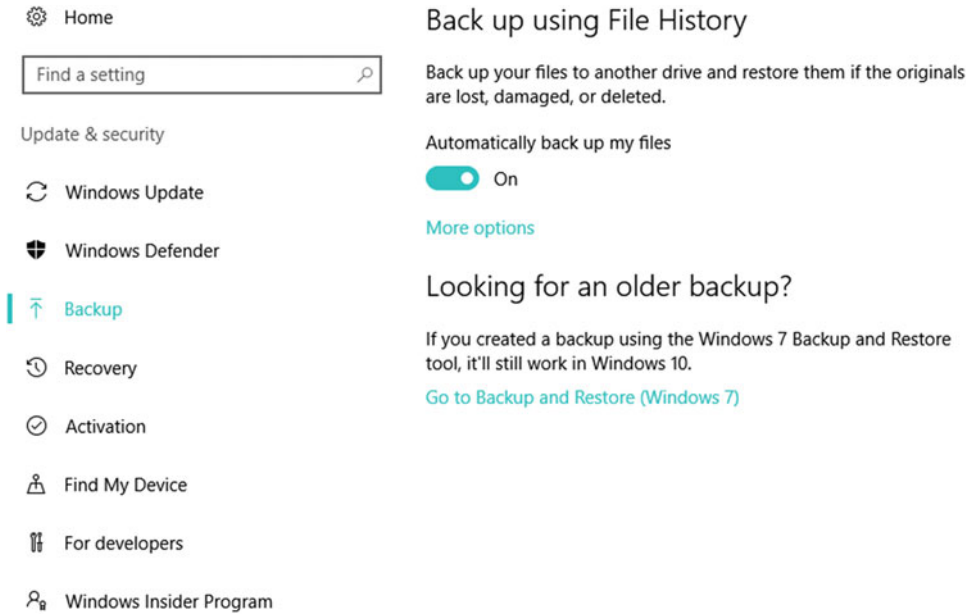 Home
Find a setting
Update & security
Windows Update
Windows Defender
Backup
Recovery
Activation
Find My Device
For developers
Windows Insider Program
Back up using File History
Back up your files to another drive and restore them if the originals
are lost, damaged, or deleted.
Automatically back up my files
On
More options
Looking for an older backup?
If you created a backup using the Windows 7 Backup and Restore
tool, it'll still work in Windows 10.
Go to Backup and Restore (Windows 7)